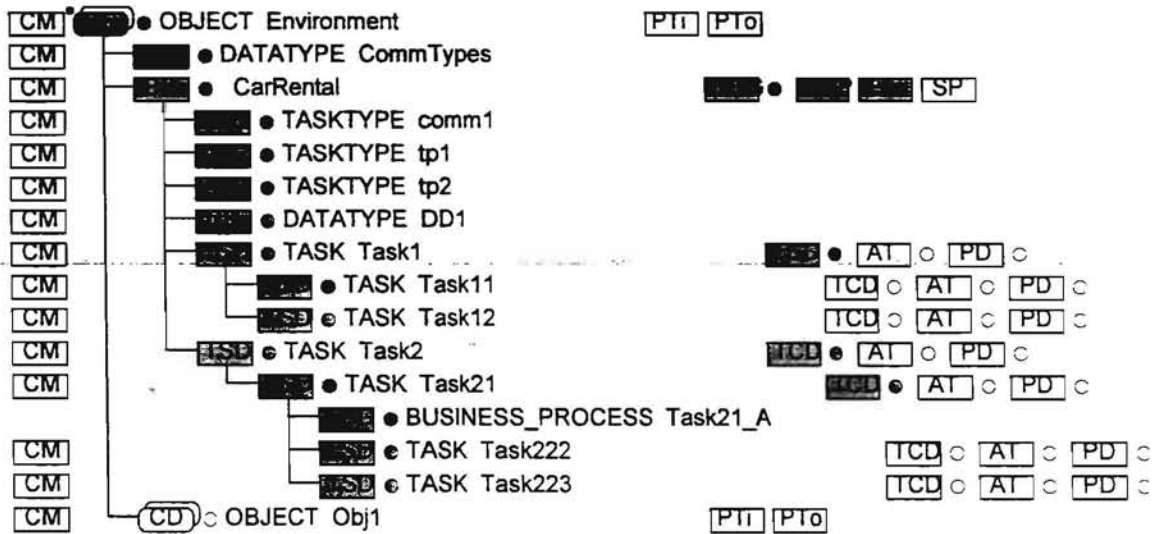 CM OBJECT Environment PTi PTo
CM DATATYPE CommTypes
CM CarRental SP
CM TASKTYPE comm1
CM TASKTYPE tp1
CM TASKTYPE tp2
CM DATATYPE DD1
CM TASK Task1 AT PD
CM TASK Task11 TCD AT PD
CM TASK Task12 TCD AT PD
CM TSD TASK Task2 TCD AT PD
CM TASK Task21 TCD AT PD
BUSINESS_PROCESS Task21_A
CM TASK Task222 TCD AT PD
CM TASK Task223 TCD AT PD
CM CD OBJECT Obj1 PTi PTo